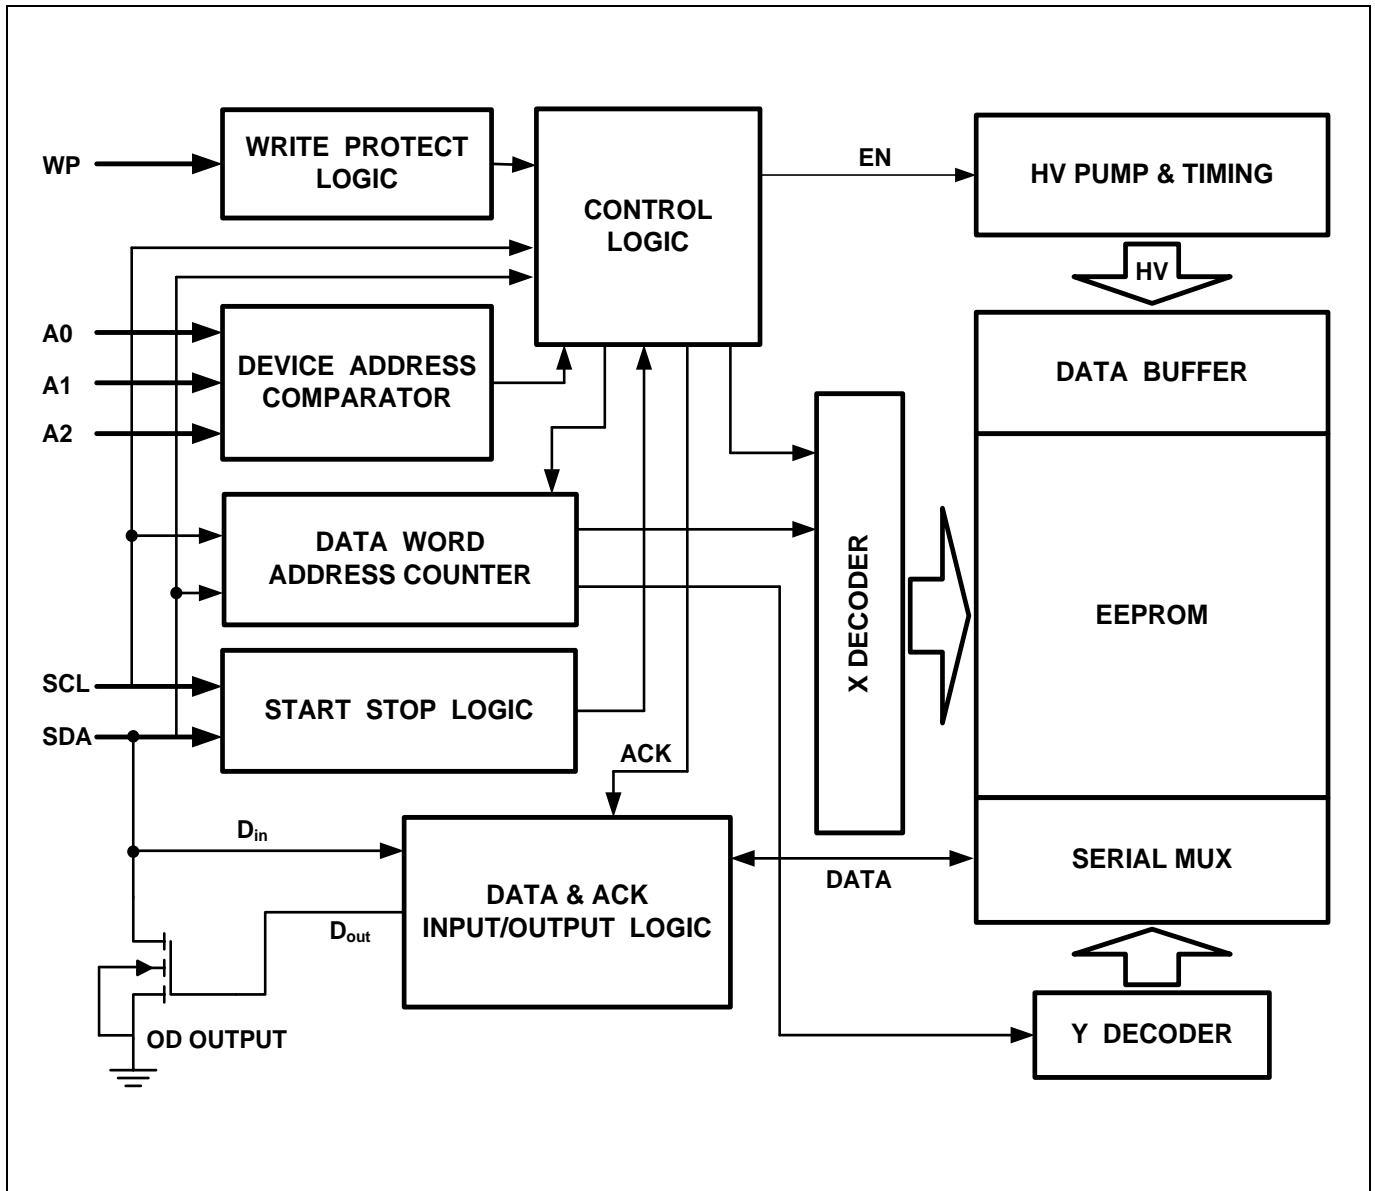 WP
WRITE PROTECT
LOGIC
CONTROL
LOGIC
EN
HV PUMP & TIMING
HV
A0
A1
A2
DEVICE ADDRESS
COMPARATOR
DATA BUFFER
DATA WORD
ADDRESS COUNTER
X DECODER
EEPROM
SCL
SDA
START STOP LOGIC
ACK
Din
DATA & ACK
INPUT/OUTPUT LOGIC
Dout
DATA
SERIAL MUX
OD OUTPUT
Y DECODER